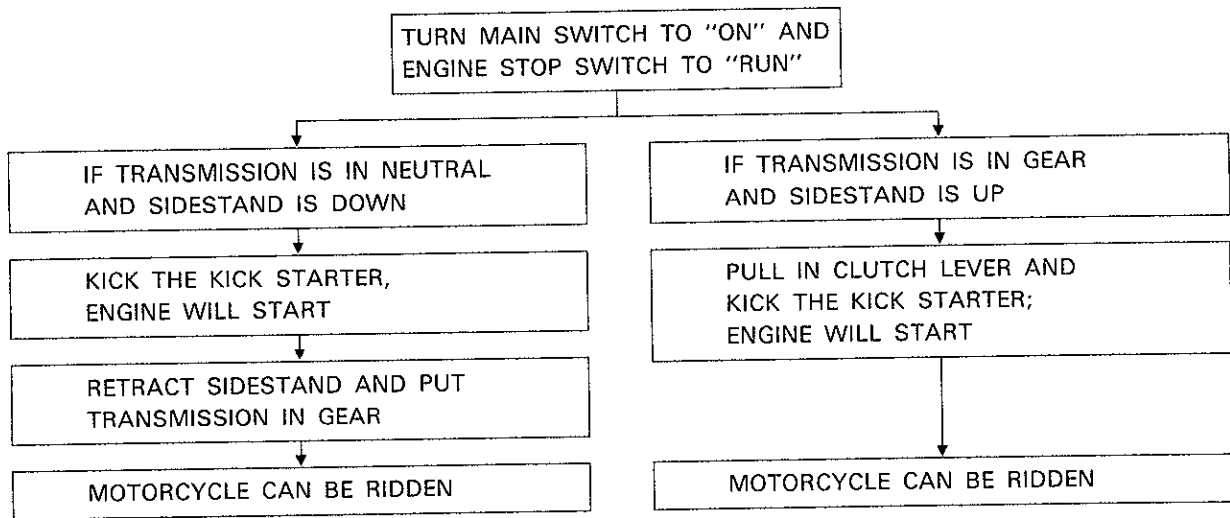 TURN MAIN SWITCH TO "ON" AND
ENGINE STOP SWITCH TO "RUN"
IF TRANSMISSION IS IN NEUTRAL
AND SIDESTAND IS DOWN
KICK THE KICK STARTER,
ENGINE WILL START
RETRACT SIDESTAND AND PUT
TRANSMISSION IN GEAR
MOTORCYCLE CAN BE RIDDEN
IF TRANSMISSION IS IN GEAR
AND SIDESTAND IS UP
PULL IN CLUTCH LEVER AND
KICK THE KICK STARTER;
ENGINE WILL START
MOTORCYCLE CAN BE RIDDEN